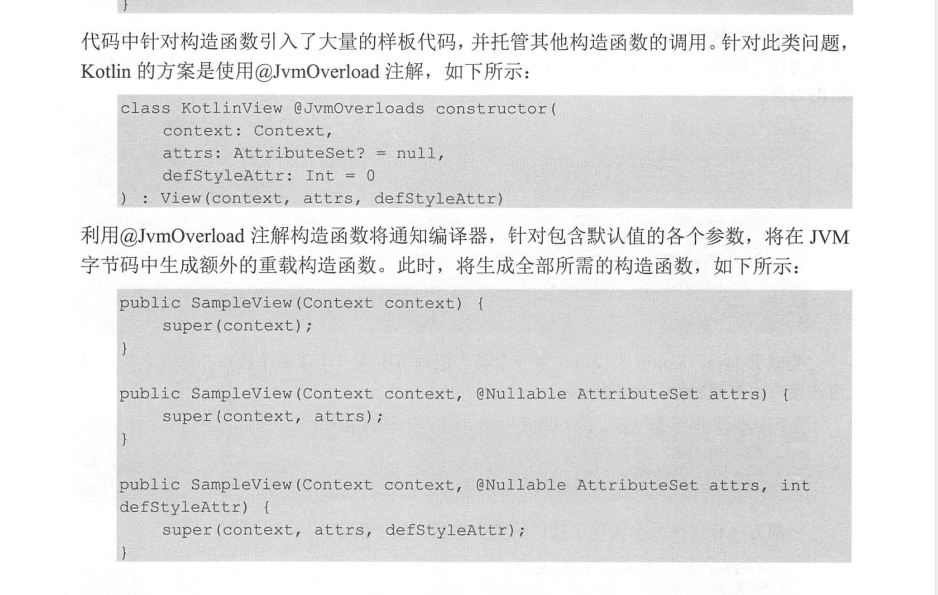 }
代码中针对构造函数引入了大量的样板代码，并托管其他构造函数的调用。针对此类问题，
Kotlin 的方案是使用@JvmOverload 注解，如下所示：
class KotlinView @JvmOverloads constructor(
    context: Context,
    attrs: AttributeSet? = null,
    defStyleAttr: Int = 0
) : View(context, attrs, defStyleAttr)
利用@JvmOverload 注解构造函数将通知编译器，针对包含默认值的各个参数，将在 JVM
字节码中生成额外的重载构造函数。此时，将生成全部所需的构造函数，如下所示：
public SampleView(Context context) {
    super(context);
}
public SampleView(Context context, @Nullable AttributeSet attrs) {
    super(context, attrs);
}
public SampleView(Context context, @Nullable AttributeSet attrs, int
defStyleAttr) {
    super(context, attrs, defStyleAttr);
}